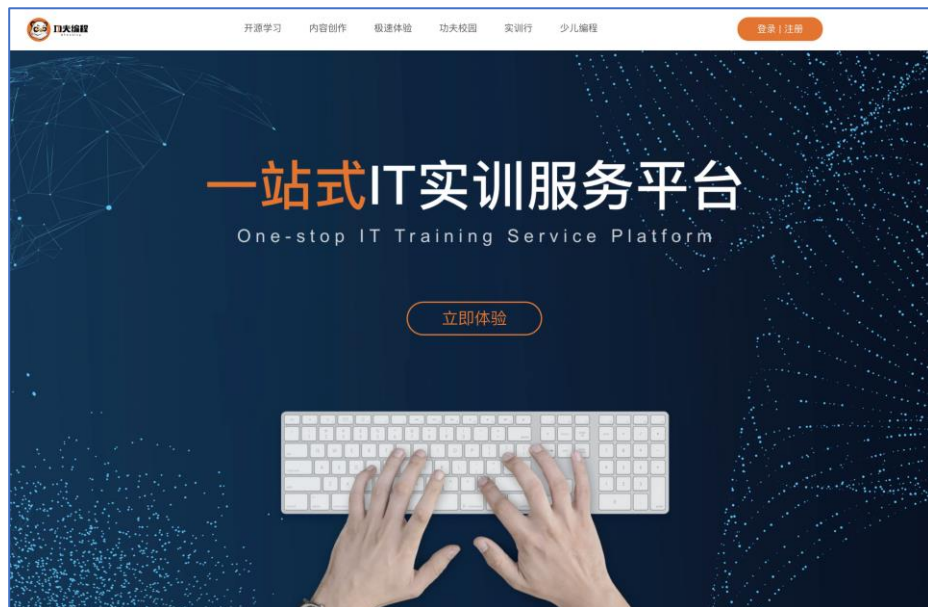 功夫编程
开源学习 内容创作 极速体验 功夫校园 实训行 少儿编程
登录 | 注册
一站式IT实训服务平台
One-stop IT Training Service Platform
立即体验